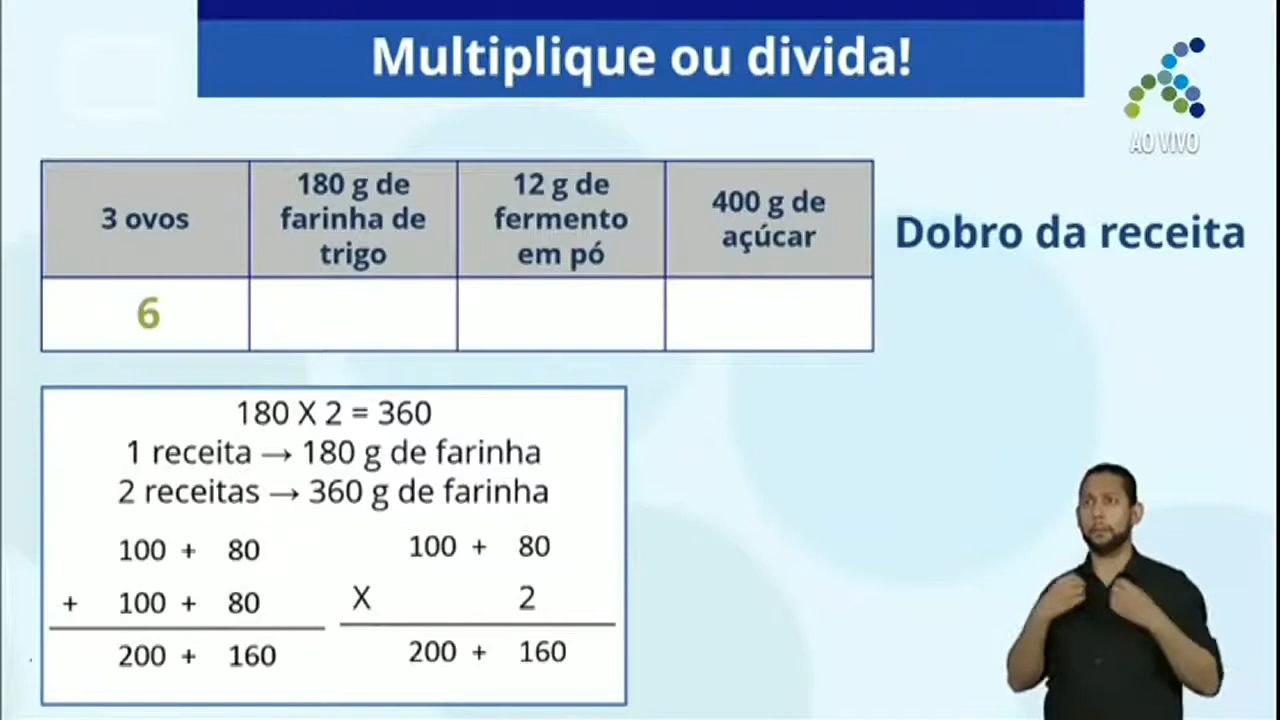 Multiplique ou divida!
AO VIVO
3 ovos
180 g de
farinha de
trigo
12 g de
fermento
em pó
400 g de
açúcar
Dobro da receita
6
180 X 2 = 360
1 receita → 180 g de farinha
2 receitas → 360 g de farinha
100 + 80
+ 100 + 80
200 + 160
100 + 80
X 2
200 + 160